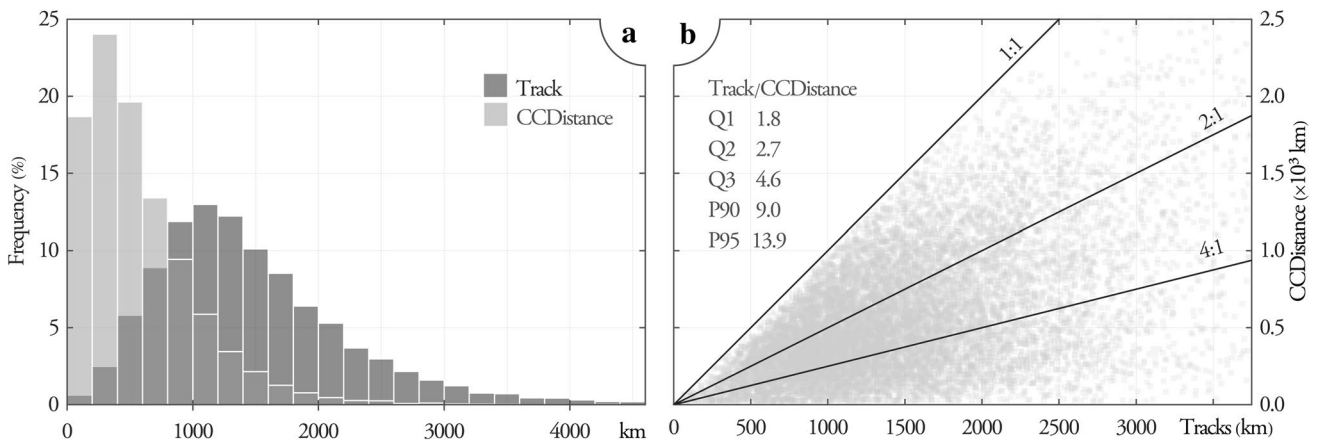 25
20
15
10
5
0
Frequency (%)
0 1000 2000 3000 4000 km
a
Track
CCDistance
b
Track/CCDistance
Q1 1.8
Q2 2.7
Q3 4.6
P90 9.0
P95 13.9
1:1
2:1
4:1
2.5
2.0
1.5
1.0
0.5
0.0
CCDistance (×10³ km)
500 1000 1500 2000 2500 3000 Tracks (km)